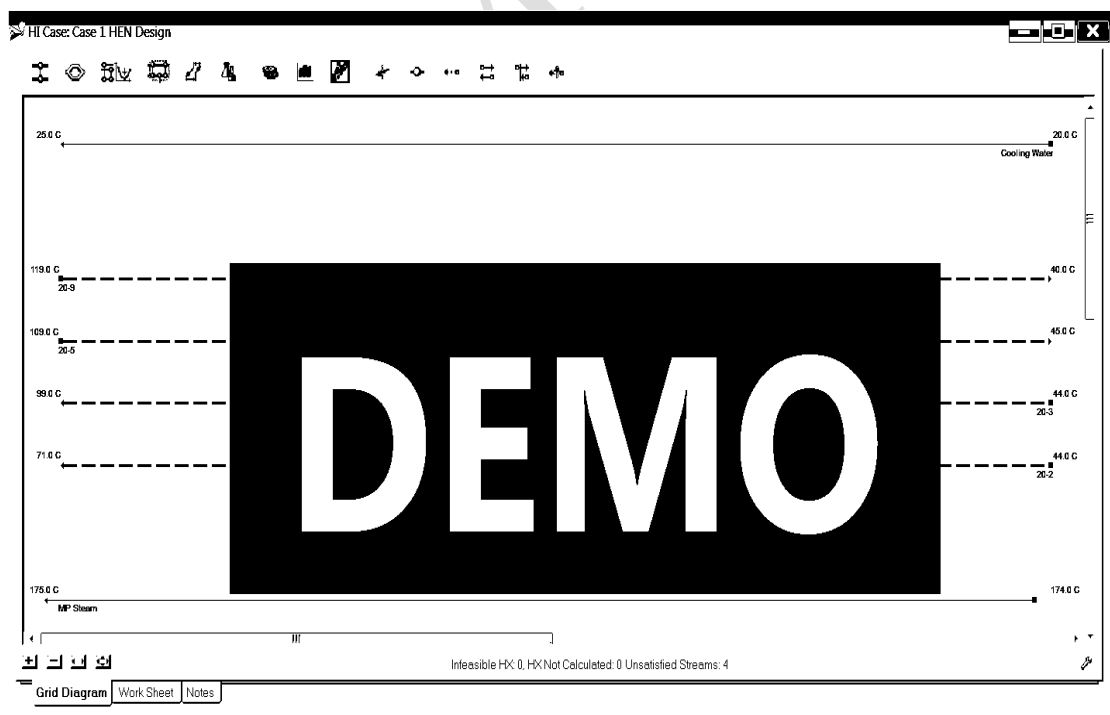 HI Case: Case 1 HEN Design
25.0 C
20.0 C
Cooling Water
119.0 C
40.0 C
20-9
109.0 C
45.0 C
20-5
99.0 C
44.0 C
20-3
71.0 C
44.0 C
20-2
DEMO
175.0 C
174.0 C
MP Steam
Infeasible HX: 0, HX Not Calculated: 0 Unsatisfied Streams: 4
Grid Diagram Work Sheet Notes